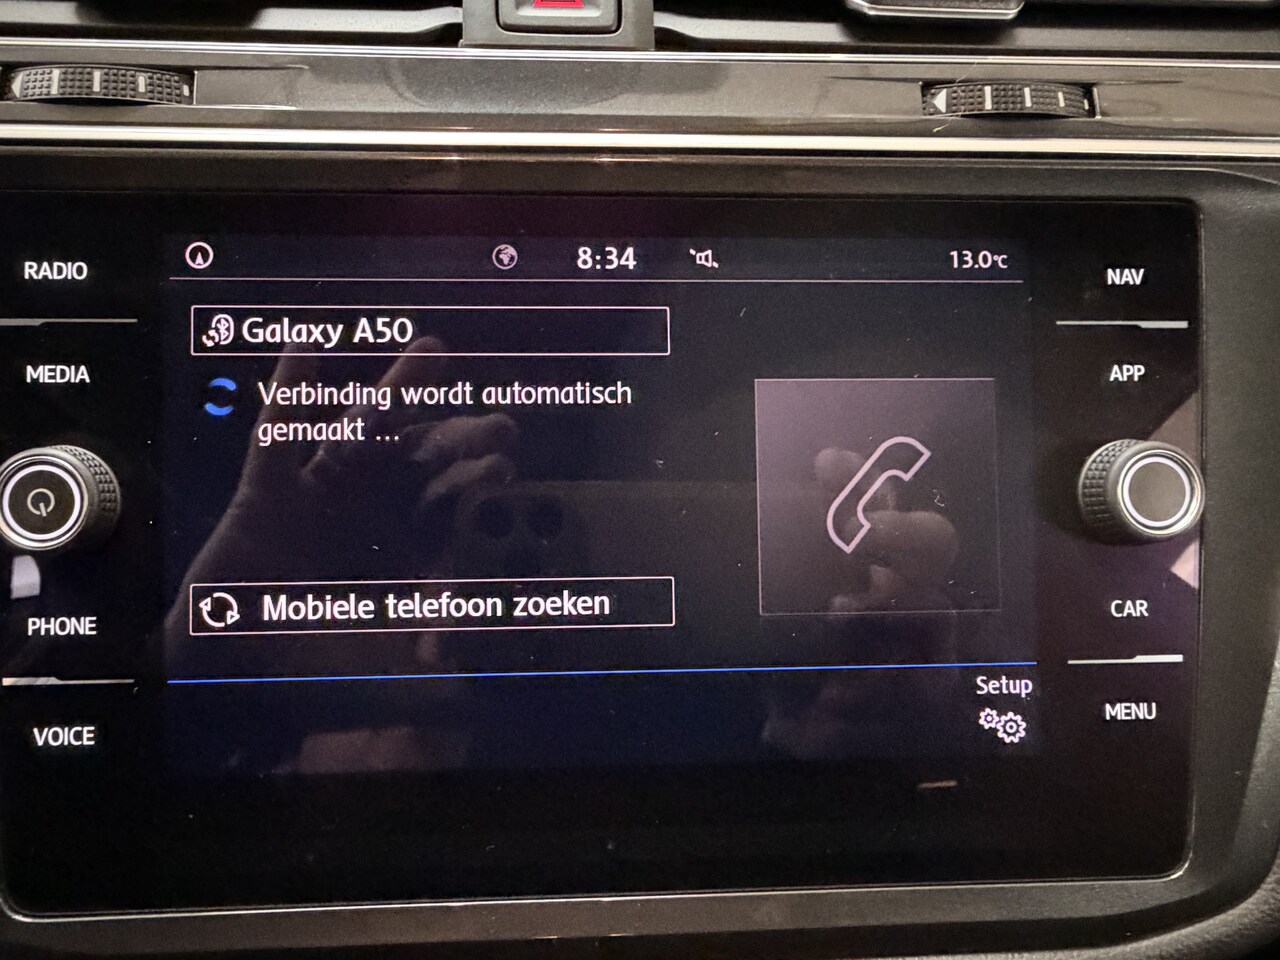 8:34
13.0°C
RADIO
NAV
Galaxy A50
MEDIA
APP
Verbinding wordt automatisch
gemaakt ...
Mobiele telefoon zoeken
PHONE
CAR
Setup
VOICE
MENU